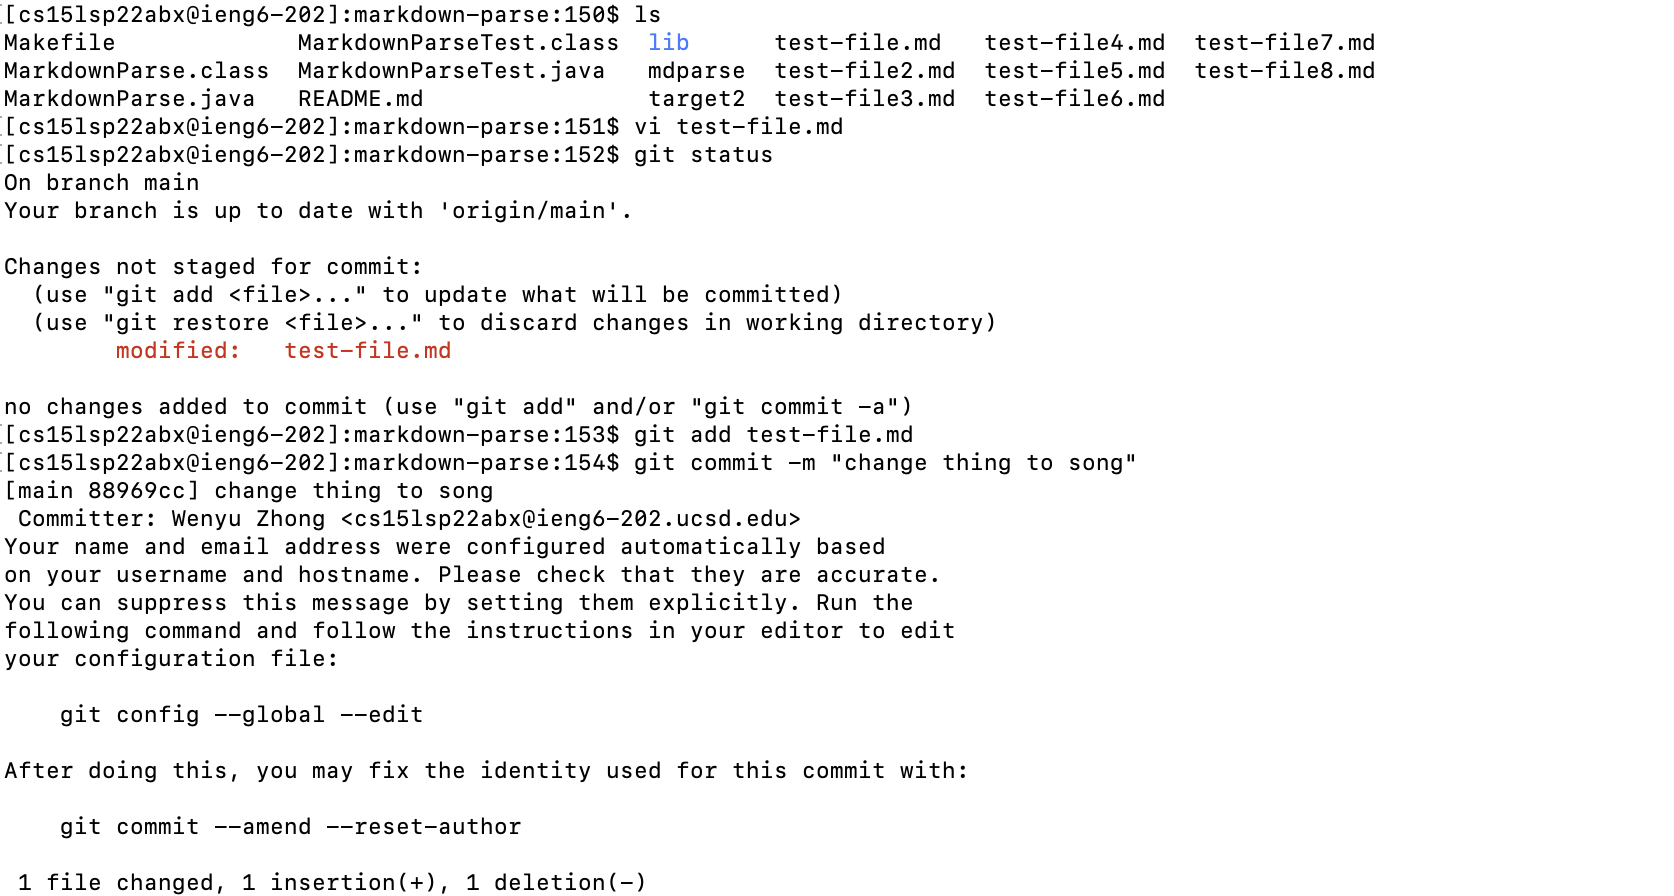 [cs15lsp22abx@ieng6-202]:markdown-parse:150$ ls
Makefile             MarkdownParseTest.class  lib      test-file.md   test-file4.md  test-file7.md
MarkdownParse.class  MarkdownParseTest.java   mdparse  test-file2.md  test-file5.md  test-file8.md
MarkdownParse.java   README.md                target2  test-file3.md  test-file6.md
[cs15lsp22abx@ieng6-202]:markdown-parse:151$ vi test-file.md
[cs15lsp22abx@ieng6-202]:markdown-parse:152$ git status
On branch main
Your branch is up to date with 'origin/main'.
Changes not staged for commit:
  (use "git add <file>..." to update what will be committed)
  (use "git restore <file>..." to discard changes in working directory)
        modified:   test-file.md
no changes added to commit (use "git add" and/or "git commit -a")
[cs15lsp22abx@ieng6-202]:markdown-parse:153$ git add test-file.md
[cs15lsp22abx@ieng6-202]:markdown-parse:154$ git commit -m "change thing to song"
[main 88969cc] change thing to song
 Committer: Wenyu Zhong <cs15lsp22abx@ieng6-202.ucsd.edu>
Your name and email address were configured automatically based
on your username and hostname. Please check that they are accurate.
You can suppress this message by setting them explicitly. Run the
following command and follow the instructions in your editor to edit
your configuration file:
    git config --global --edit
After doing this, you may fix the identity used for this commit with:
    git commit --amend --reset-author
 1 file changed, 1 insertion(+), 1 deletion(-)